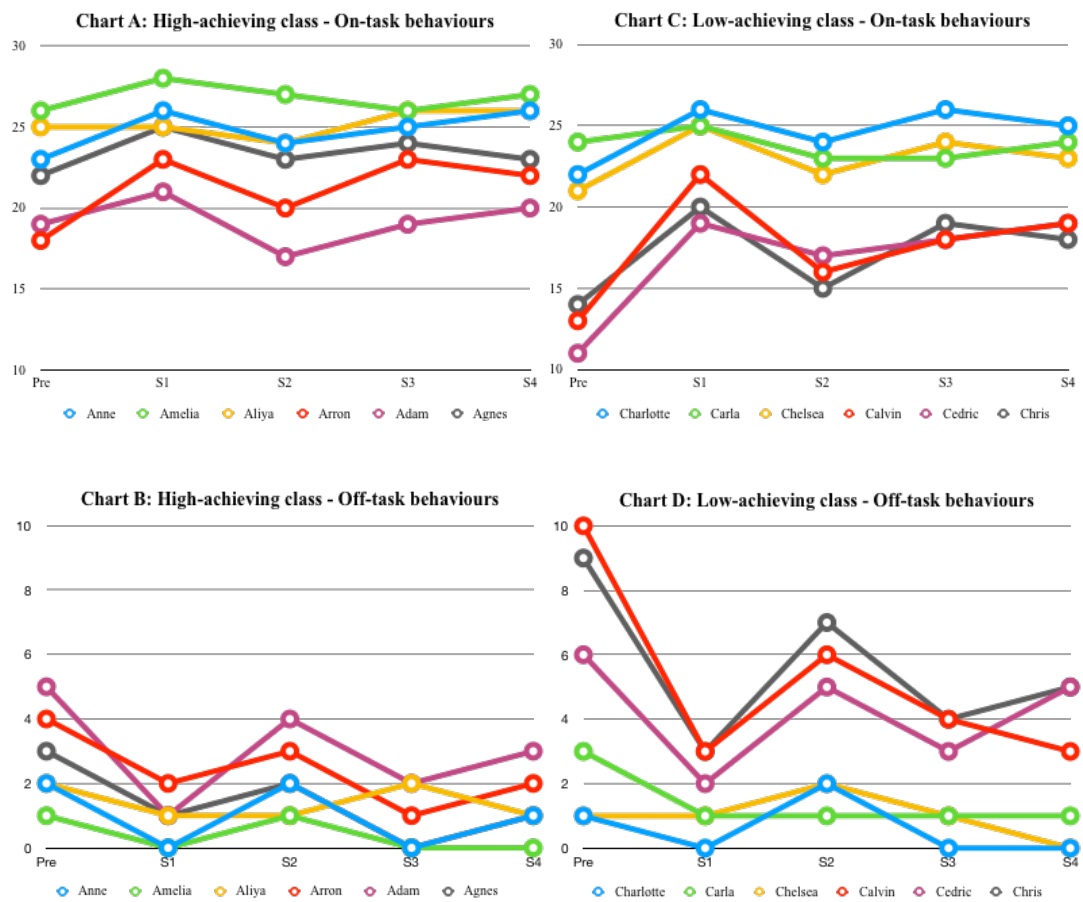 Chart A: High-achieving class - On-task behaviours
30
25
20
15
10
Pre S1 S2 S3 S4
Anne Amelia Aliya Arron Adam Agnes
Chart C: Low-achieving class - On-task behaviours
30
25
20
15
10
Pre S1 S2 S3 S4
Charlotte Carla Chelsea Calvin Cedric Chris
Chart B: High-achieving class - Off-task behaviours
10
8
6
4
2
0
Pre S1 S2 S3 S4
Anne Amelia Aliya Arron Adam Agnes
Chart D: Low-achieving class - Off-task behaviours
10
8
6
4
2
0
Pre S1 S2 S3 S4
Charlotte Carla Chelsea Calvin Cedric Chris